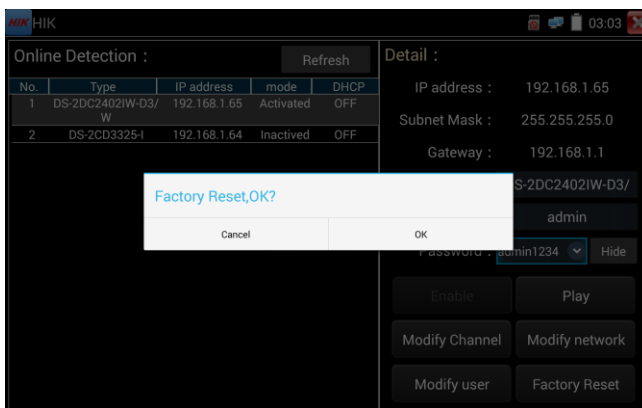 HIK HIK 03:03
Online Detection : Refresh
No. Type IP address mode DHCP
1 DS-2DC2402IW-D3/W 192.168.1.65 Activated OFF
2 DS-2CD3325-I 192.168.1.64 Inactived OFF
Detail :
IP address : 192.168.1.65
Subnet Mask : 255.255.255.0
Gateway : 192.168.1.1
S-2DC2402IW-D3/
admin
Password : admin1234 Hide
Factory Reset,OK?
Cancel OK
Enable Play
Modify Channel Modify network
Modify user Factory Reset